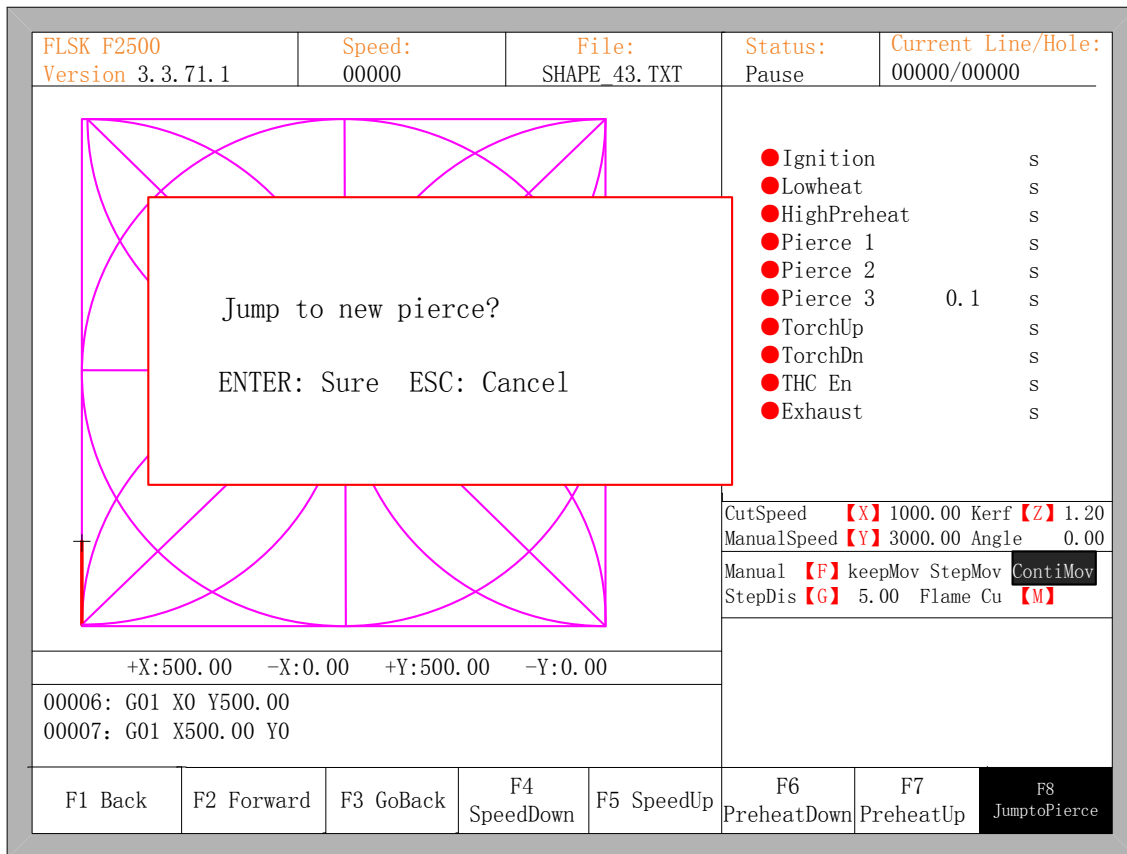 FLSK F2500
Version 3.3.71.1
Speed:
00000
File:
SHAPE_43.TXT
Status:
Pause
Current Line/Hole:
00000/00000
Ignition s
Lowheat s
HighPreheat s
Pierce 1 s
Pierce 2 s
Pierce 3 0.1 s
TorchUp s
TorchDn s
THC En s
Exhaust s
Jump to new pierce?
ENTER: Sure ESC: Cancel
CutSpeed 【X】 1000.00 Kerf 【Z】 1.20
ManualSpeed 【Y】 3000.00 Angle 0.00
Manual 【F】 keepMov StepMov ContiMov
StepDis 【G】 5.00 Flame Cu 【M】
+X:500.00 -X:0.00 +Y:500.00 -Y:0.00
00006: G01 X0 Y500.00
00007: G01 X500.00 Y0
F1 Back
F2 Forward
F3 GoBack
F4
SpeedDown
F5 SpeedUp
F6
PreheatDown
F7
PreheatUp
F8
JumptoPierce